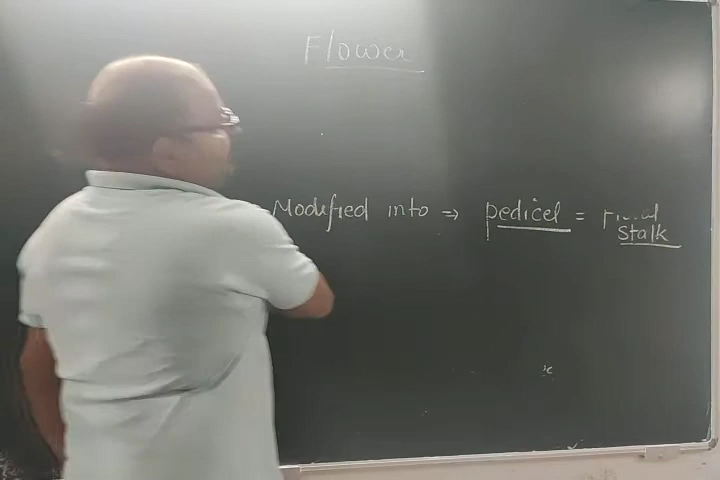 Flower
Modified into → pedicel =
Stalk